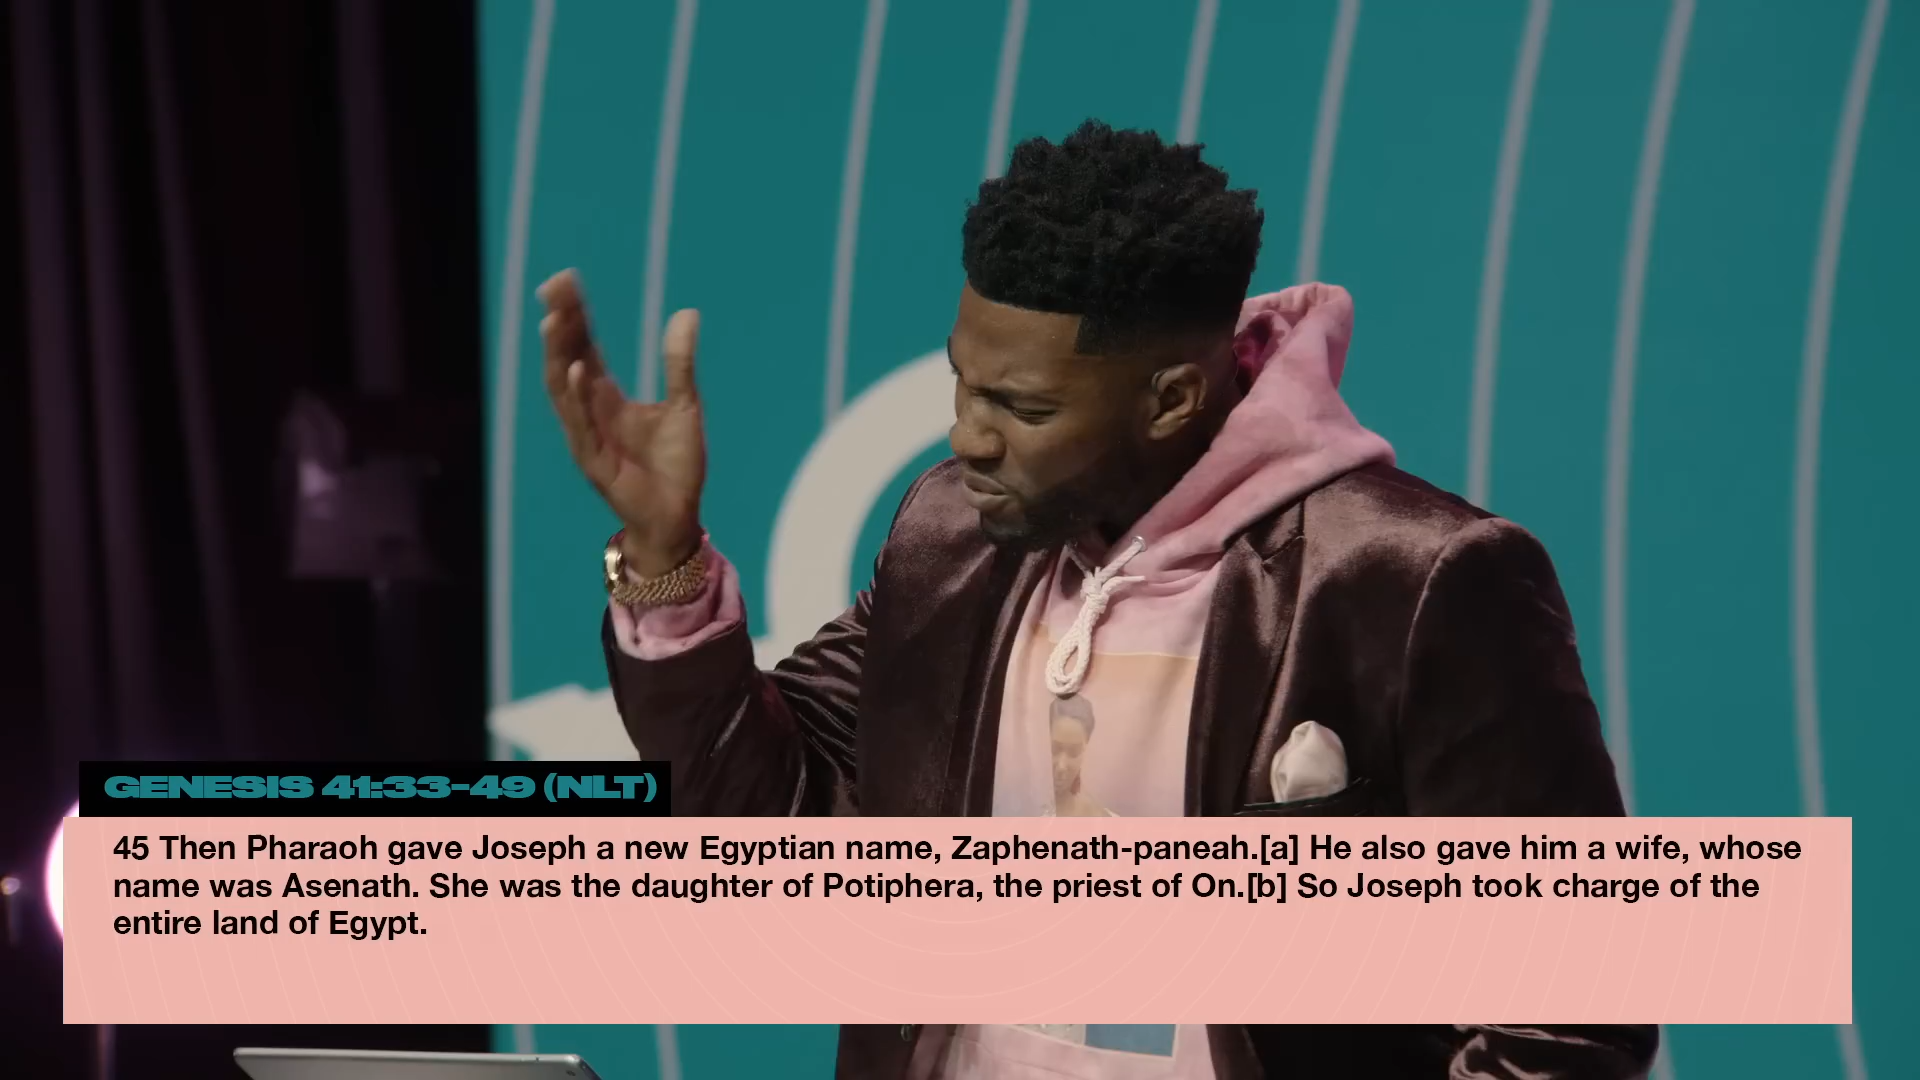 GENESIS 41:33-49 (NLT)
45 Then Pharaoh gave Joseph a new Egyptian name, Zaphenath-paneah.[a] He also gave him a wife, whose
name was Asenath. She was the daughter of Potiphera, the priest of On.[b] So Joseph took charge of the
entire land of Egypt.